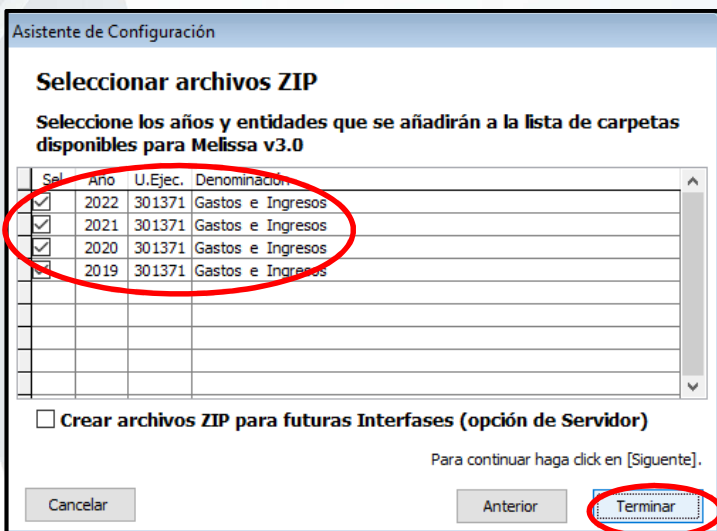 Asistente de Configuración
Seleccionar archivos ZIP
Seleccione los años y entidades que se añadirán a la lista de carpetas
disponibles para Melissa v3.0
Sel Año U.Ejec. Denominación
2022 301371 Gastos e Ingresos
2021 301371 Gastos e Ingresos
2020 301371 Gastos e Ingresos
2019 301371 Gastos e Ingresos
Crear archivos ZIP para futuras Interfases (opción de Servidor)
Para continuar haga click en [Siguente].
Cancelar Anterior Terminar